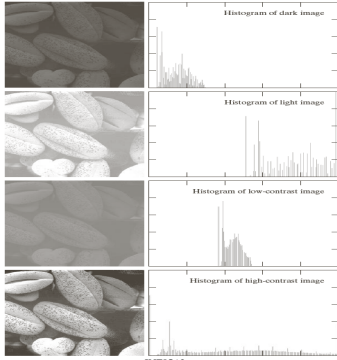 Histogram of dark image
Histogram of light image
Histogram of low-contrast image
Histogram of high-contrast image